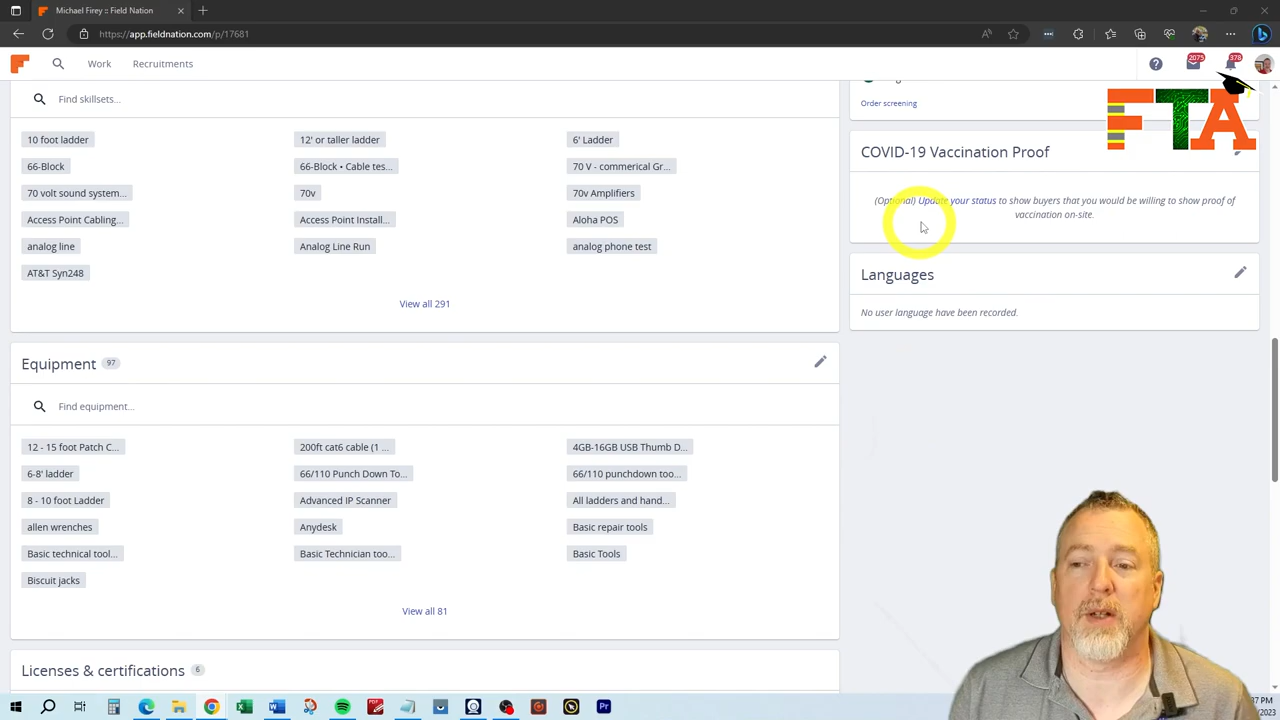 Michael Firey :: Field Nation
https://app.fieldnation.com/p/17681
Work
Recruitments
2075
378
Find skillsets...
Order screening
FTA
10 foot ladder
12' or taller ladder
6' Ladder
66-Block
66-Block • Cable tes...
70 V - commerical Gr...
70 volt sound system...
70v
70v Amplifiers
Access Point Cabling...
Access Point Install...
Aloha POS
analog line
Analog Line Run
analog phone test
AT&T Syn248
View all 291
COVID-19 Vaccination Proof
(Optional) Update your status to show buyers that you would be willing to show proof of
vaccination on-site.
Languages
No user language have been recorded.
Equipment 97
Find equipment...
12 - 15 foot Patch C...
200ft cat6 cable (1 ...
4GB-16GB USB Thumb D...
6-8' ladder
66/110 Punch Down To...
66/110 punchdown too...
8 - 10 foot Ladder
Advanced IP Scanner
All ladders and hand...
allen wrenches
Anydesk
Basic repair tools
Basic technical tool...
Basic Technician too...
Basic Tools
Biscuit jacks
View all 81
Licenses & certifications 6